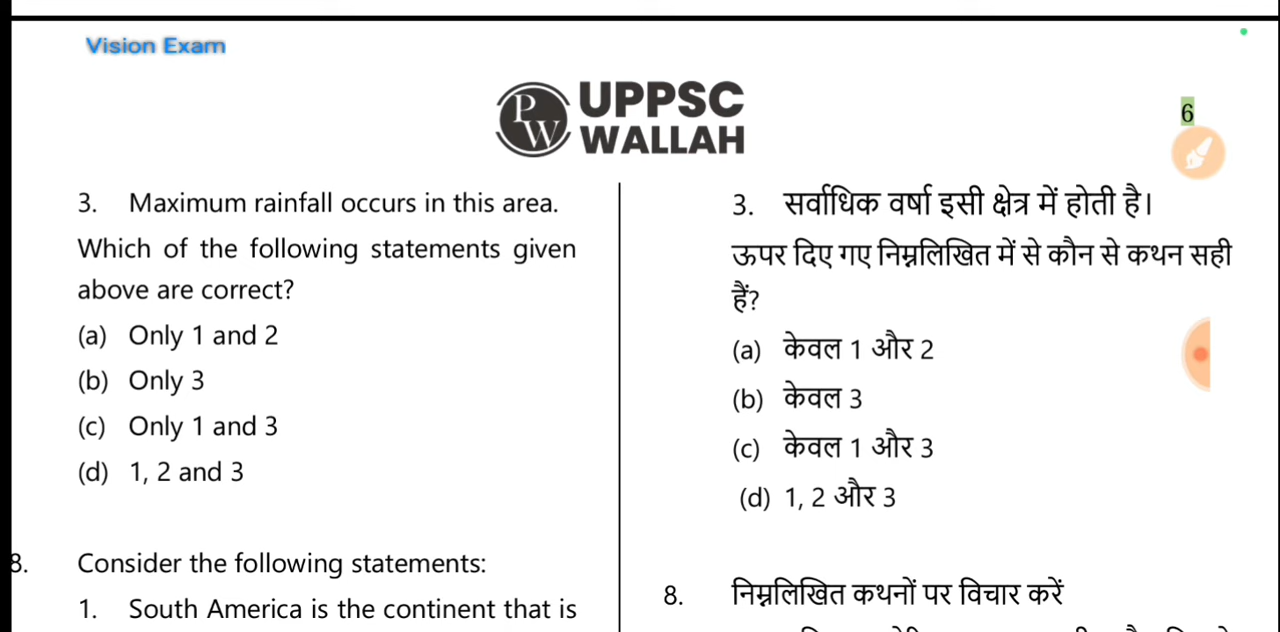 Vision Exam
PW UPPSC
WALLAH
6
3. Maximum rainfall occurs in this area.
Which of the following statements given
above are correct?
(a) Only 1 and 2
(b) Only 3
(c) Only 1 and 3
(d) 1, 2 and 3
8. Consider the following statements:
1. South America is the continent that is
3. सर्वाधिक वर्षा इसी क्षेत्र में होती है।
ऊपर दिए गए निम्नलिखित में से कौन से कथन सही
हैं?
(a) केवल 1 और 2
(b) केवल 3
(c) केवल 1 और 3
(d) 1, 2 और 3
8. निम्नलिखित कथनों पर विचार करें